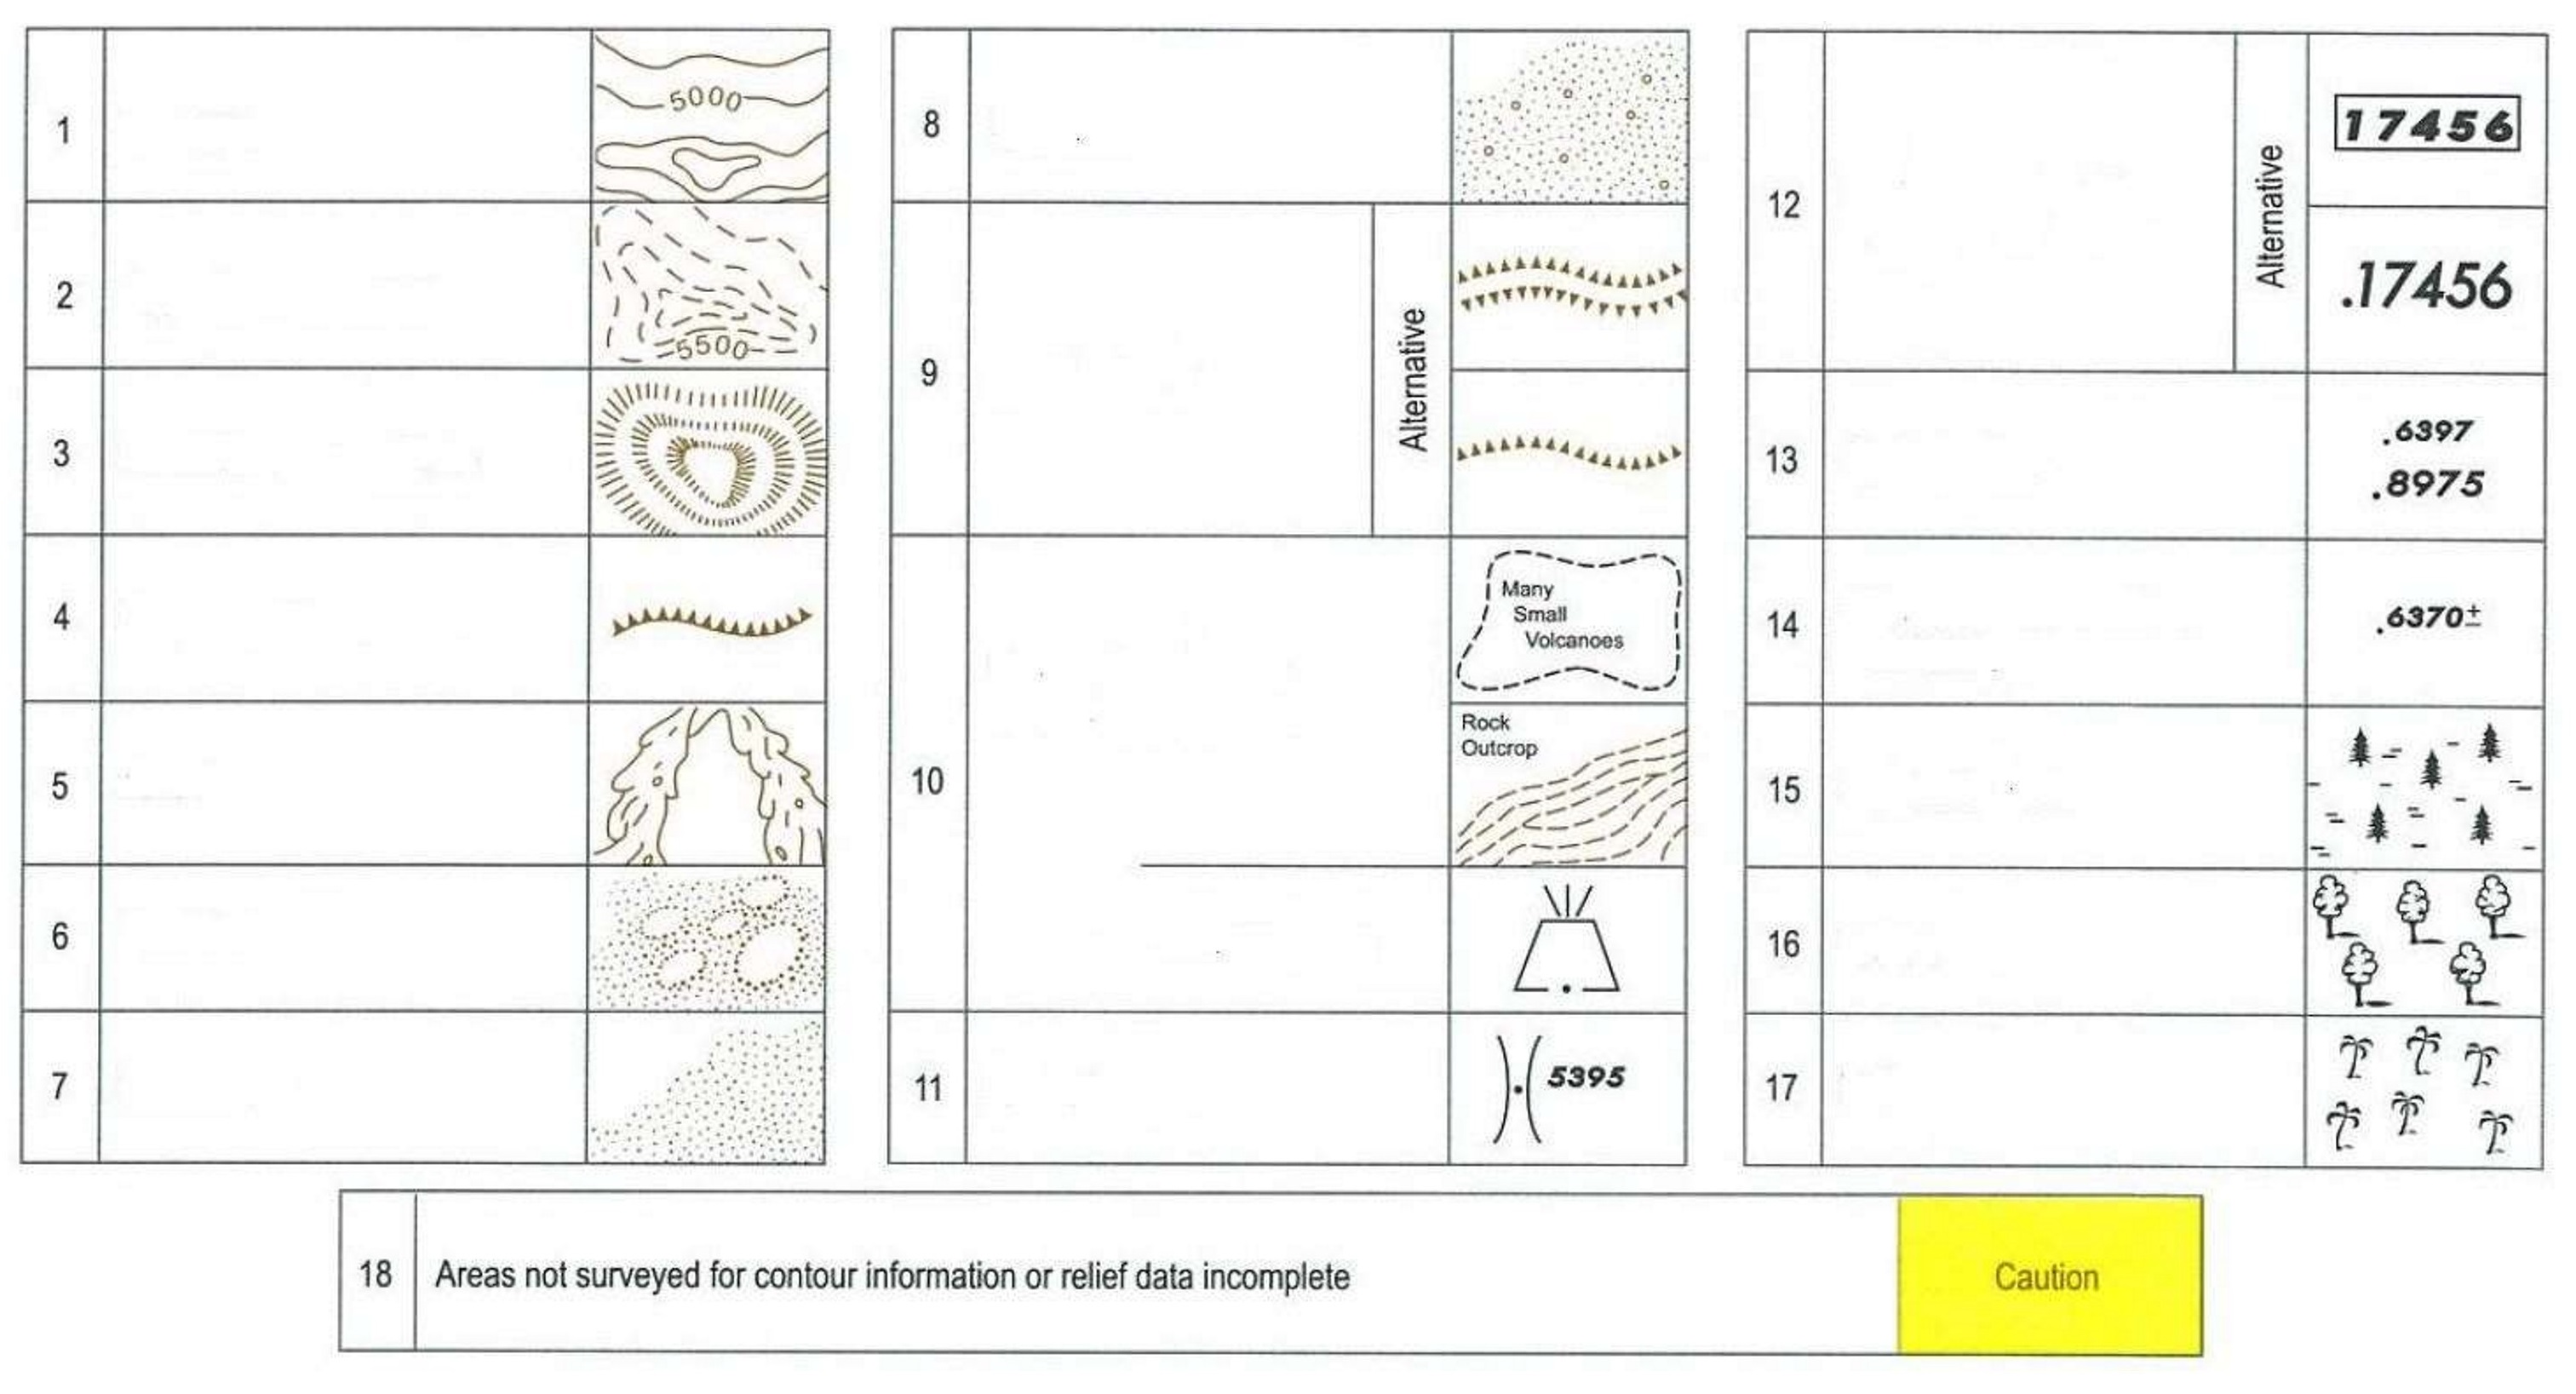 1
5000
2
5500
3
4
5
6
7
8
9
Alternative
10
Many
Small
Volcanoes
Rock
Outcrop
11
5395
12
Alternative
17456
.17456
13
.6397
.8975
14
.6370±
15
16
17
18
Areas not surveyed for contour information or relief data incomplete
Caution